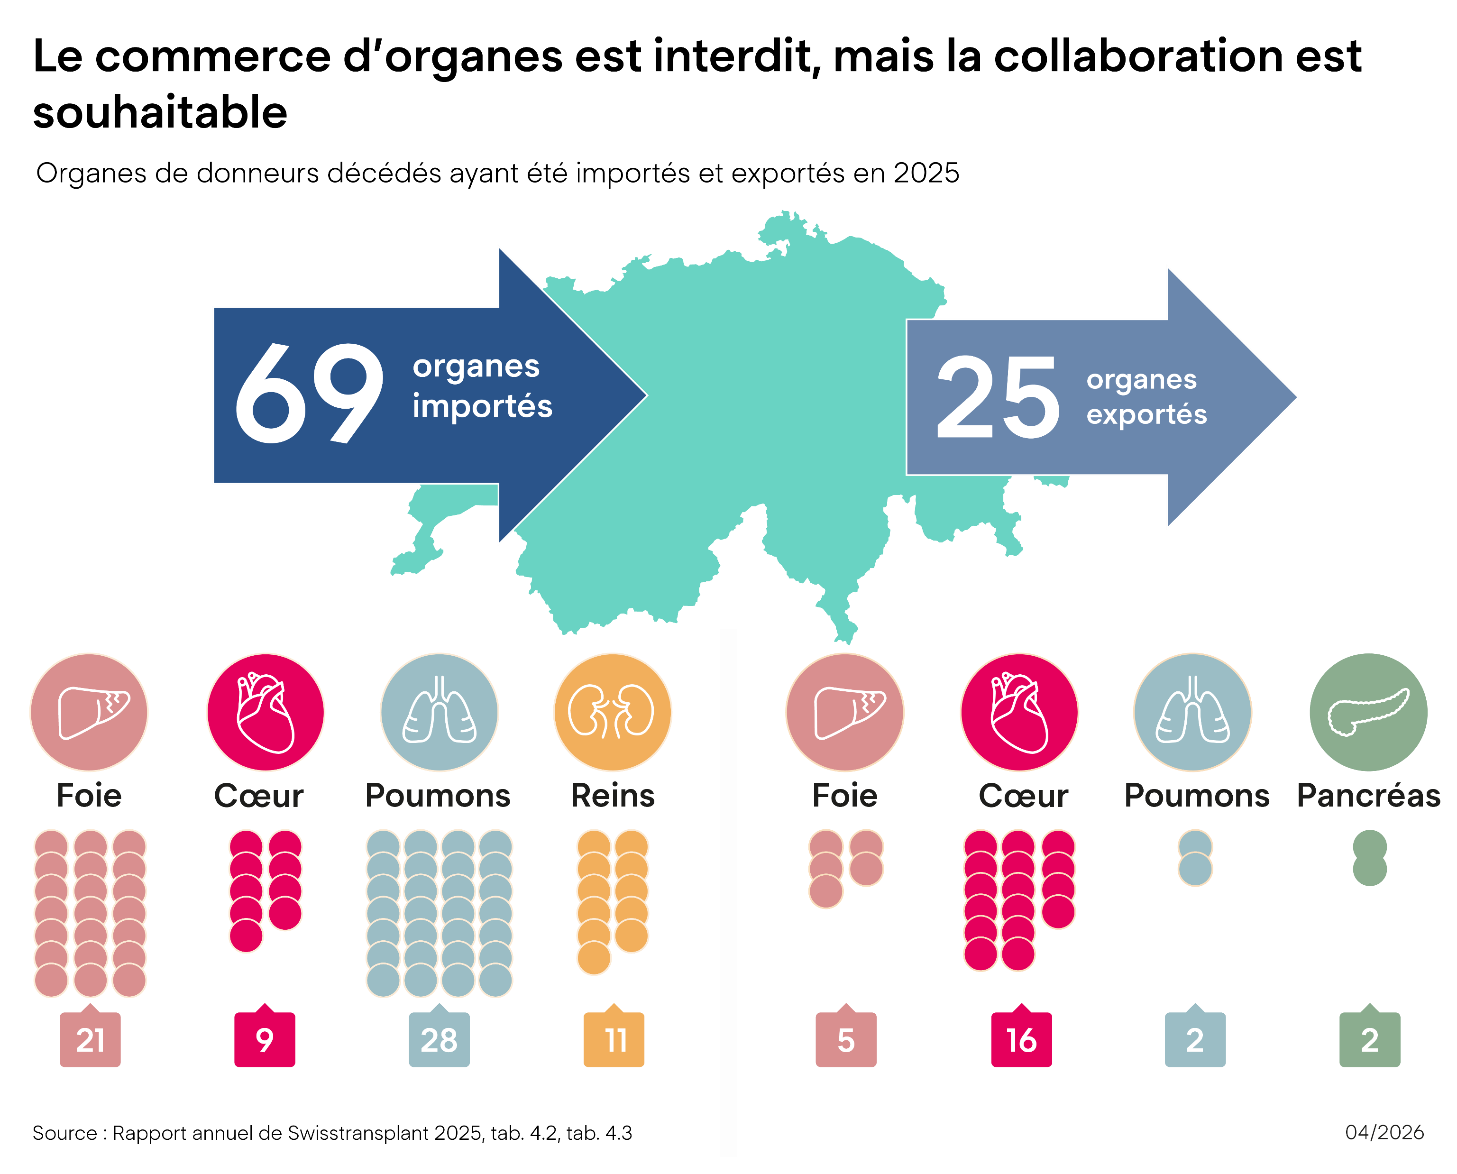 Le commerce d’organes est interdit, mais la collaboration est
souhaitable
Organes de donneurs décédés ayant été importés et exportés en 2025
69
organes
importés
25
organes
exportés
Foie
Cœur
Poumons
Reins
Foie
Cœur
Poumons
Pancréas
21
9
28
11
5
16
2
2
Source : Rapport annuel de Swisstransplant 2025, tab. 4.2, tab. 4.3
04/2026